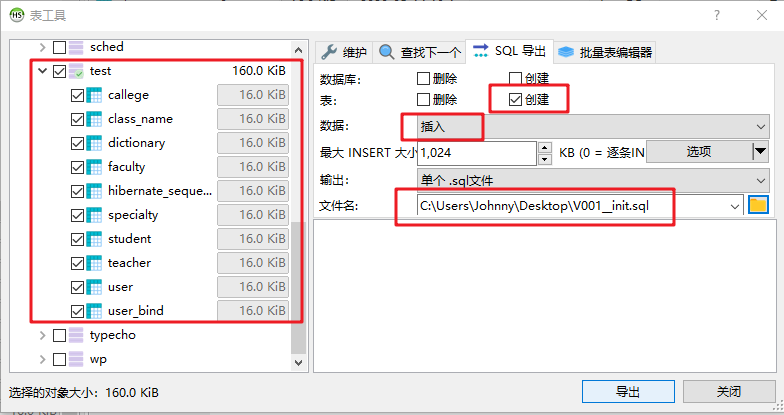 HS 表工具
sched
test 160.0 KiB
callege 16.0 KiB
class_name 16.0 KiB
dictionary 16.0 KiB
faculty 16.0 KiB
hibernate_seque... 16.0 KiB
specialty 16.0 KiB
student 16.0 KiB
teacher 16.0 KiB
user 16.0 KiB
user_bind 16.0 KiB
typecho
wp
维护 查找下一个 SQL 导出 批量表编辑器
数据库: 删除 创建
表: 删除 创建
数据: 插入
最大 INSERT 大小 1,024 KB (0 = 逐条IN 选项
输出: 单个 .sql文件
文件名: C:\Users\Johnny\Desktop\V001__init.sql
选择的对象大小: 160.0 KiB
导出 关闭